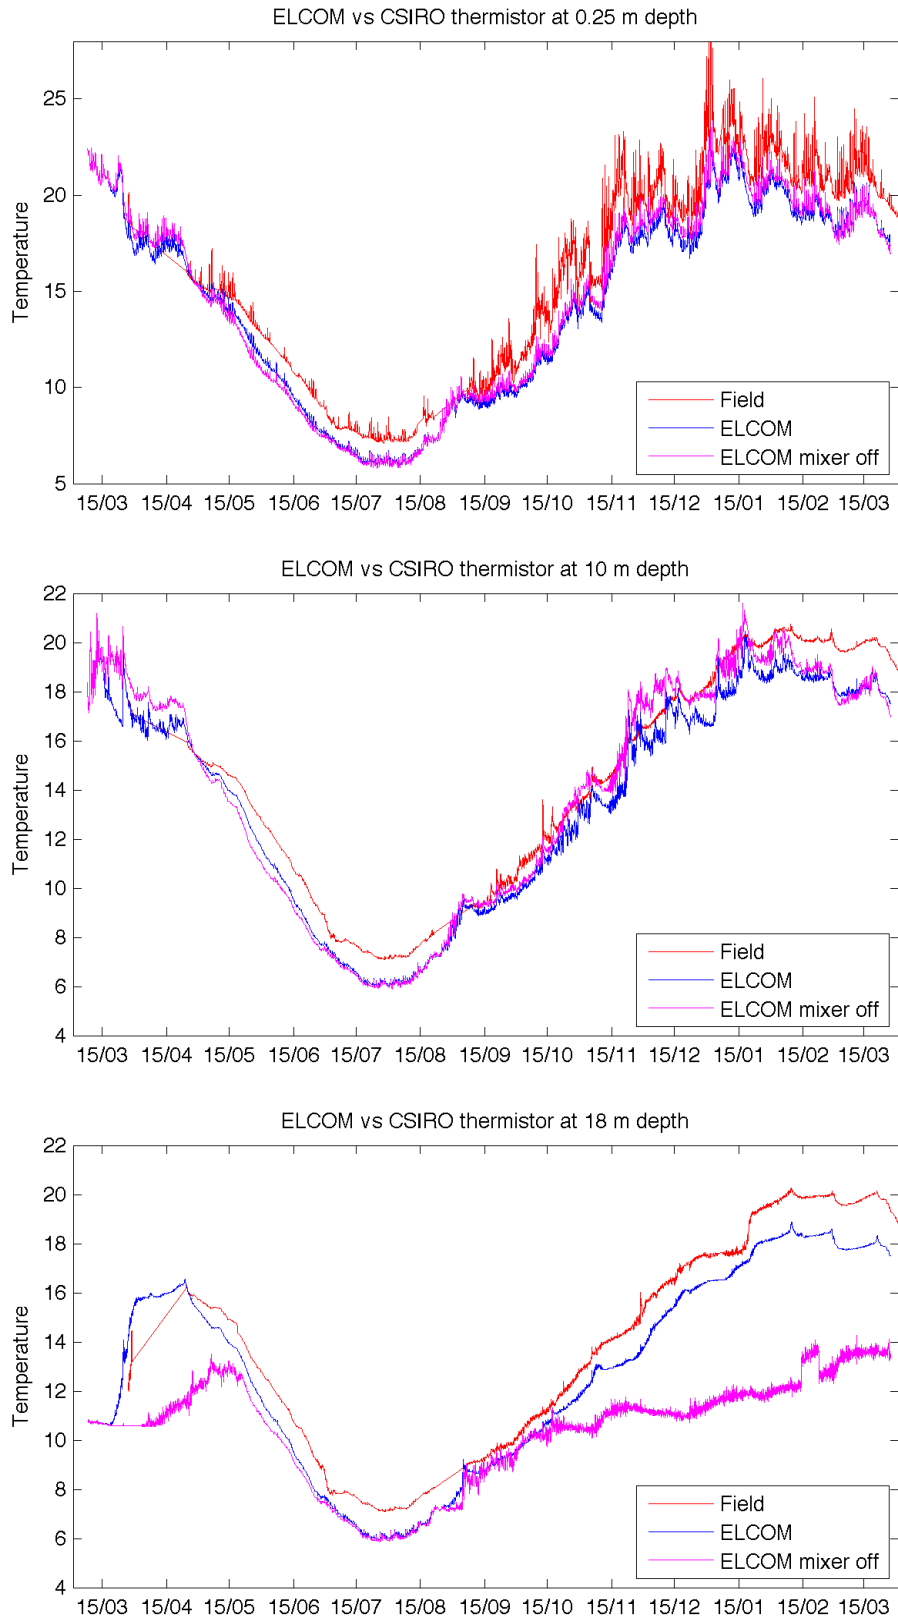 ELCOM vs CSIRO thermistor at 0.25 m depth
25
20
15
10
5
Temperature
Field
ELCOM
ELCOM mixer off
15/03 15/04 15/05 15/06 15/07 15/08 15/09 15/10 15/11 15/12 15/01 15/02 15/03
ELCOM vs CSIRO thermistor at 10 m depth
22
20
18
16
14
12
10
8
6
4
Temperature
Field
ELCOM
ELCOM mixer off
15/03 15/04 15/05 15/06 15/07 15/08 15/09 15/10 15/11 15/12 15/01 15/02 15/03
ELCOM vs CSIRO thermistor at 18 m depth
22
20
18
16
14
12
10
8
6
4
Temperature
Field
ELCOM
ELCOM mixer off
15/03 15/04 15/05 15/06 15/07 15/08 15/09 15/10 15/11 15/12 15/01 15/02 15/03